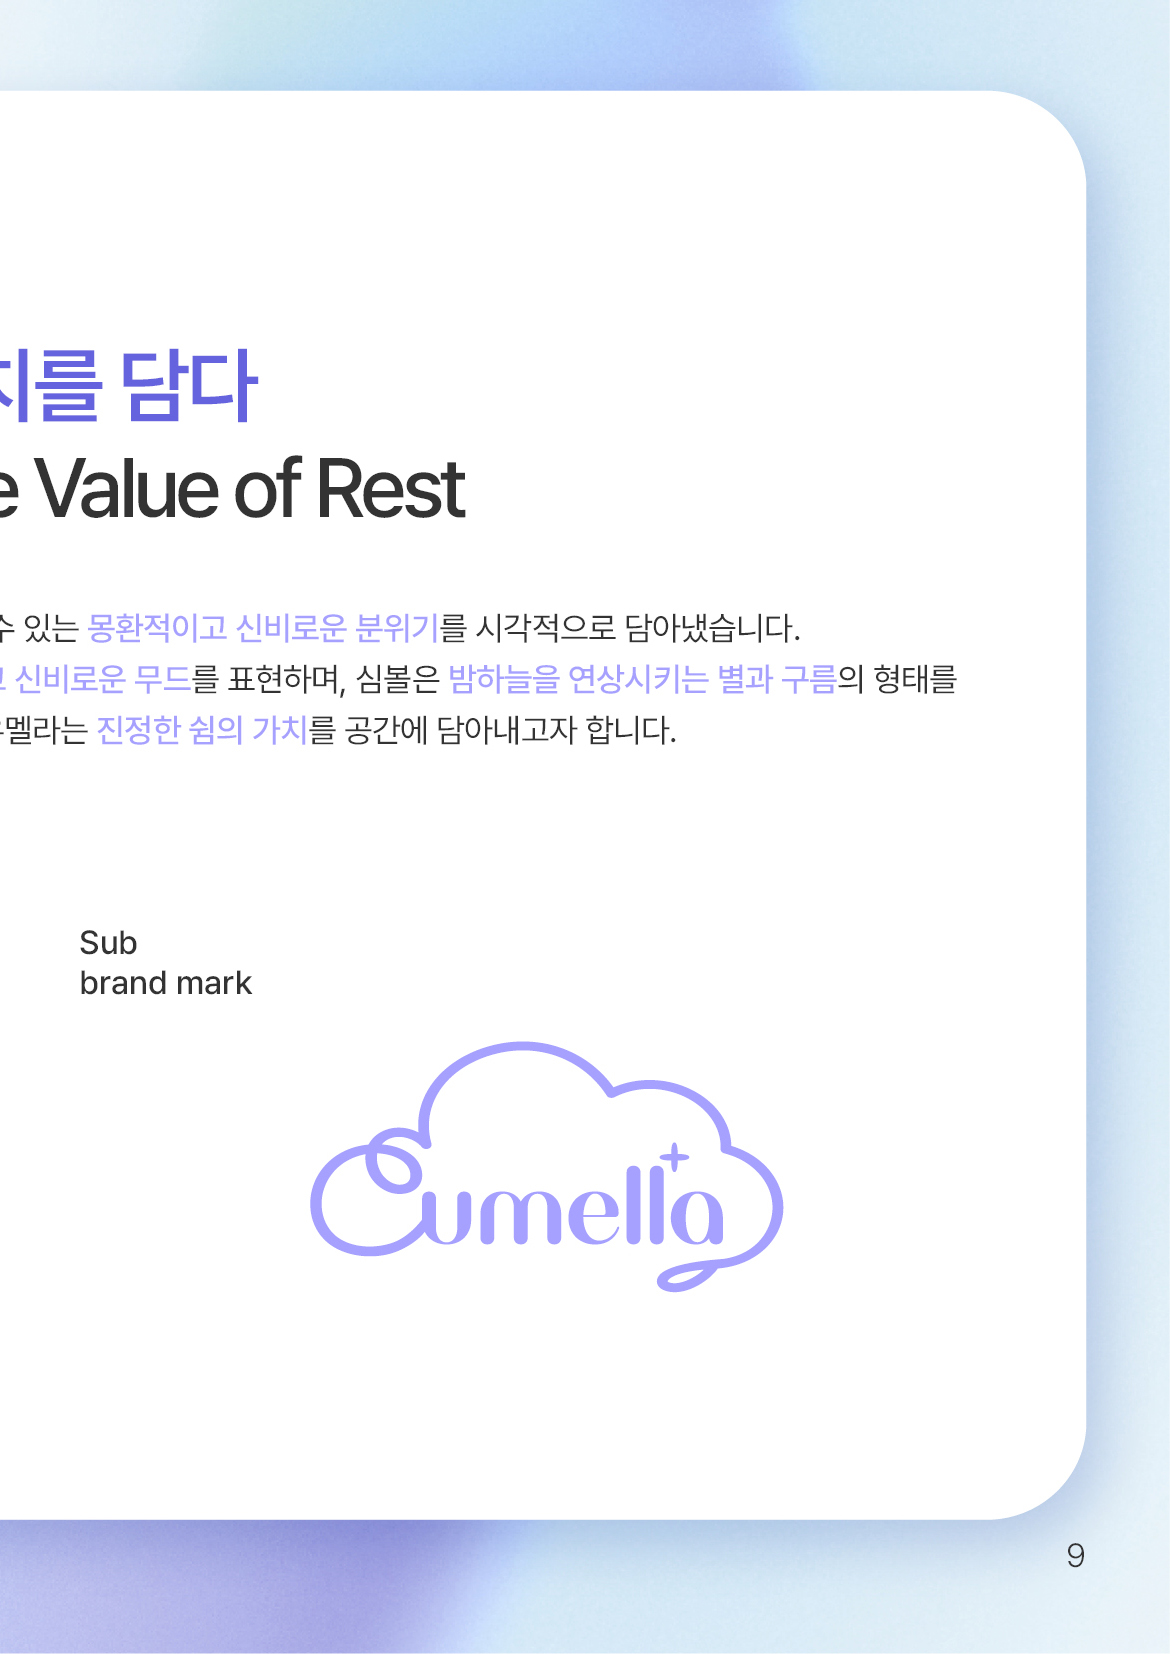 치를 담다
e Value of Rest
수 있는 몽환적이고 신비로운 분위기를 시각적으로 담아냈습니다.
신비로운 무드를 표현하며, 심볼은 밤하늘을 연상시키는 별과 구름의 형태를
멜라는 진정한 쉼의 가치를 공간에 담아내고자 합니다.
Sub
brand mark
Cumella
9